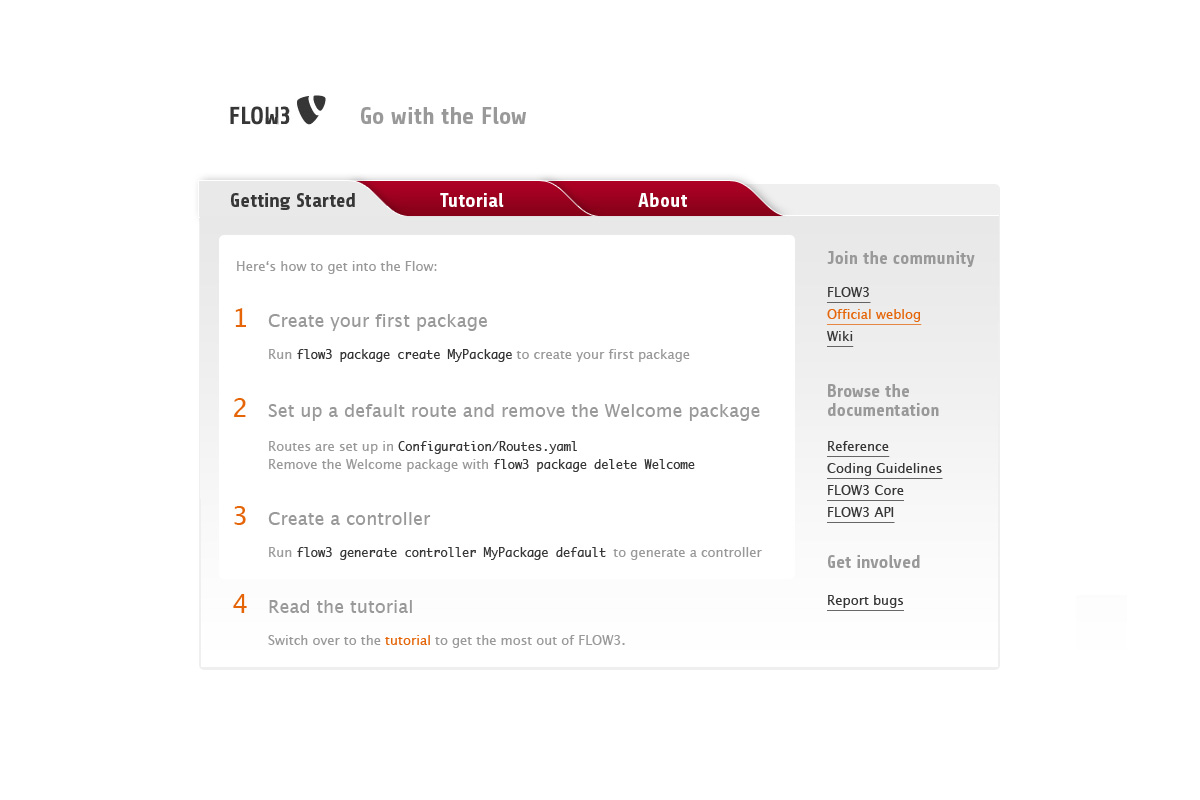 FLOW3
Go with the Flow
Getting Started
Tutorial
About
Here‘s how to get into the Flow:
1 Create your first package
Run flow3 package create MyPackage to create your first package
2 Set up a default route and remove the Welcome package
Routes are set up in Configuration/Routes.yaml
Remove the Welcome package with flow3 package delete Welcome
3 Create a controller
Run flow3 generate controller MyPackage default to generate a controller
4 Read the tutorial
Switch over to the tutorial to get the most out of FLOW3.
Join the community
FLOW3
Official weblog
Wiki
Browse the
documentation
Reference
Coding Guidelines
FLOW3 Core
FLOW3 API
Get involved
Report bugs